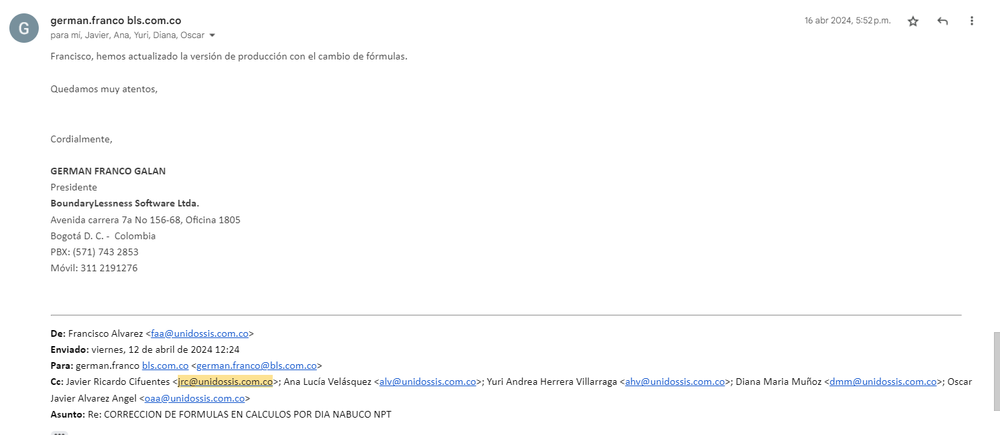 G
german.franco bls.com.co
16 abr 2024, 5:52 p.m.
para mí, Javier, Ana, Yuri, Diana, Oscar
Francisco, hemos actualizado la versión de producción con el cambio de fórmulas.
Quedamos muy atentos,
Cordialmente,
GERMAN FRANCO GALAN
Presidente
BoundaryLessness Software Ltda.
Avenida carrera 7a No 156-68, Oficina 1805
Bogotá D. C. - Colombia
PBX: (571) 743 2853
Móvil: 311 2191276
De: Francisco Alvarez <faa@unidossis.com.co>
Enviado: viernes, 12 de abril de 2024 12:24
Para: german.franco bls.com.co <german.franco@bls.com.co>
Cc: Javier Ricardo Cifuentes <jrc@unidossis.com.co>; Ana Lucía Velásquez <alv@unidossis.com.co>; Yuri Andrea Herrera Villarraga <ahv@unidossis.com.co>; Diana Maria Muñoz <dmm@unidossis.com.co>; Oscar
Javier Alvarez Angel <oaa@unidossis.com.co>
Asunto: Re: CORRECCION DE FORMULAS EN CALCULOS POR DIA NABUCO NPT